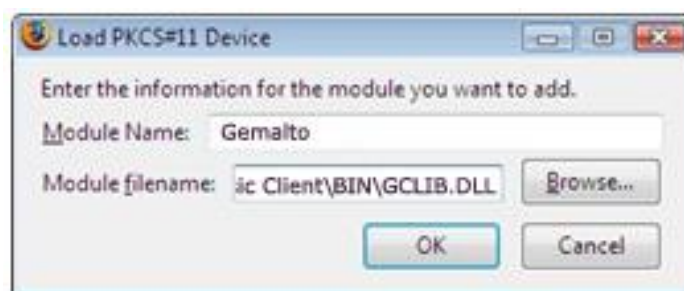 Load PKCS#11 Device
Enter the information for the module you want to add.
Module Name: Gemalto
Module filename: ic Client\BIN\GCLIB.DLL Browse...
OK Cancel